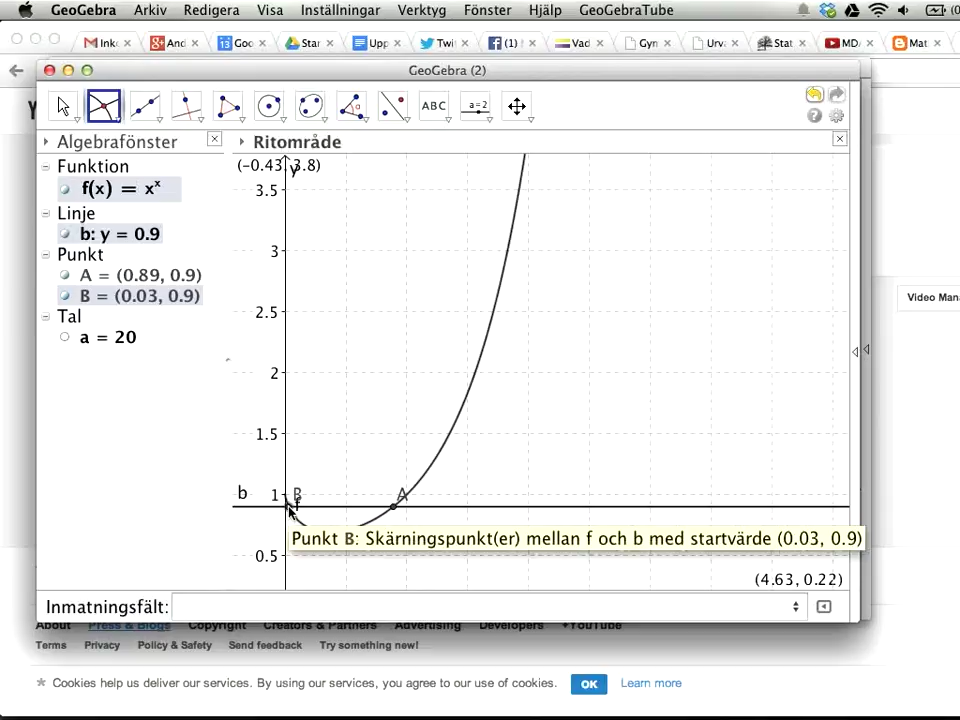 GeoGebra Arkiv Redigera Visa Inställningar Verktyg Fönster Hjälp GeoGebraTube
Ink And Goo Star Upp Twi (1) Vad Gyn Urva Stat MD Mat
GeoGebra (2)
ABC a=2
Algebrafönster
Ritområde
Funktion
f(x) = xˣ
Linje
b: y = 0.9
Punkt
A = (0.89, 0.9)
B = (0.03, 0.9)
Tal
a = 20
(-0.43, 3.8)
y
3.5
3
2.5
2
1.5
b 1 B A
f
Punkt B: Skärningspunkt(er) mellan f och b med startvärde (0.03, 0.9)
0.5
(4.63, 0.22)
Video Man
Inmatningsfält:
About Press & Blogs Copyright Creators & Partners Advertising Developers +YouTube
Terms Privacy Policy & Safety Send feedback Try something new!
* Cookies help us deliver our services. By using our services, you agree to our use of cookies. OK Learn more